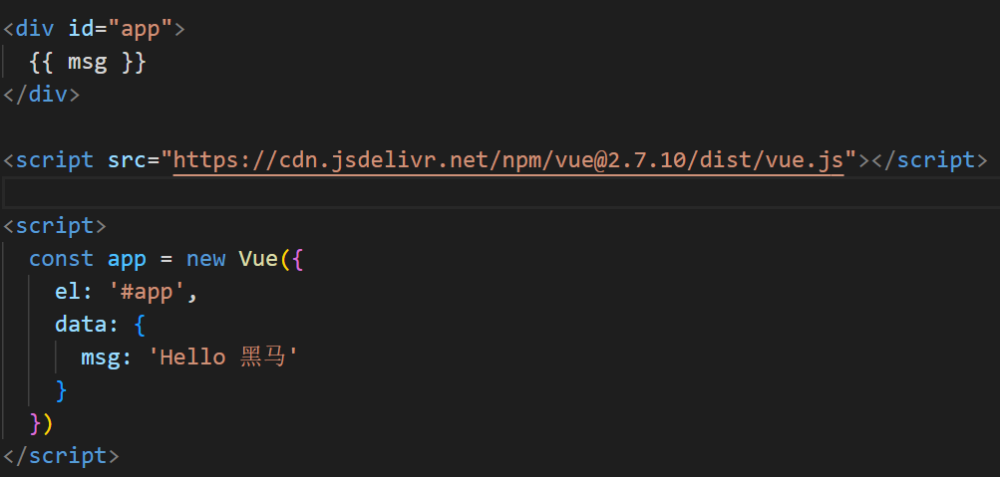 <div id="app">
  {{ msg }}
</div>
<script src="https://cdn.jsdelivr.net/npm/vue@2.7.10/dist/vue.js"></script>
<script>
  const app = new Vue({
    el: '#app',
    data: {
      msg: 'Hello 黑马'
    }
  })
</script>